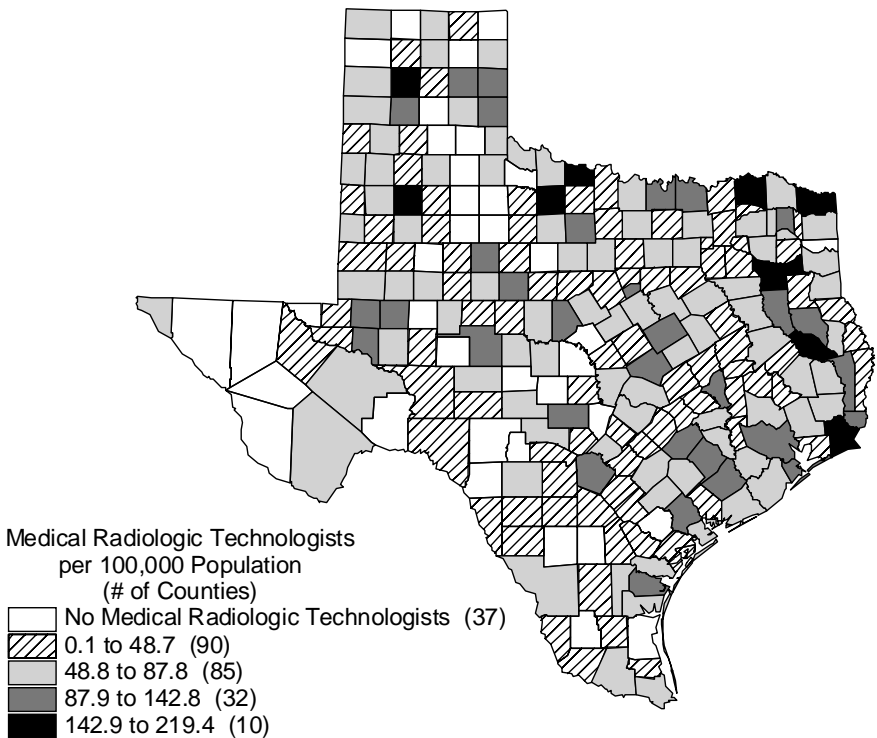 Medical Radiologic Technologists
per 100,000 Population
(# of Counties)
No Medical Radiologic Technologists (37)
0.1 to 48.7 (90)
48.8 to 87.8 (85)
87.9 to 142.8 (32)
142.9 to 219.4 (10)